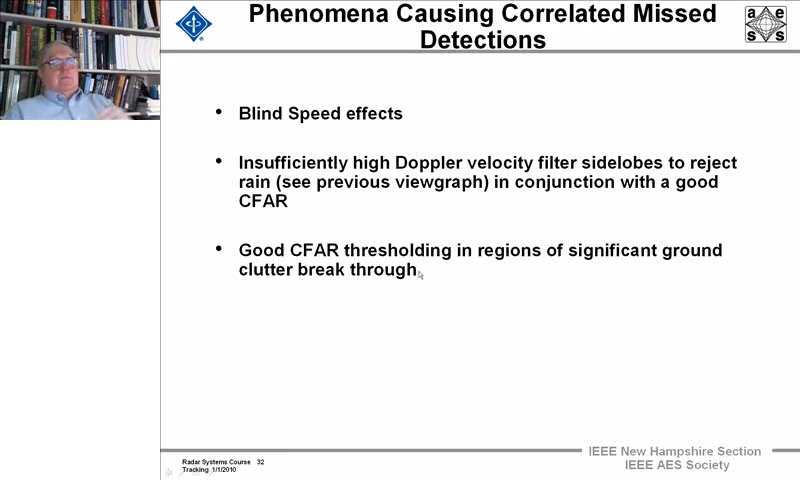 Phenomena Causing Correlated Missed
Detections
a e
s s
• Blind Speed effects
• Insufficiently high Doppler velocity filter sidelobes to reject
rain (see previous viewgraph) in conjunction with a good
CFAR
• Good CFAR thresholding in regions of significant ground
clutter break through
Radar Systems Course 32
Tracking 1/1/2010
IEEE New Hampshire Section
IEEE AES Society